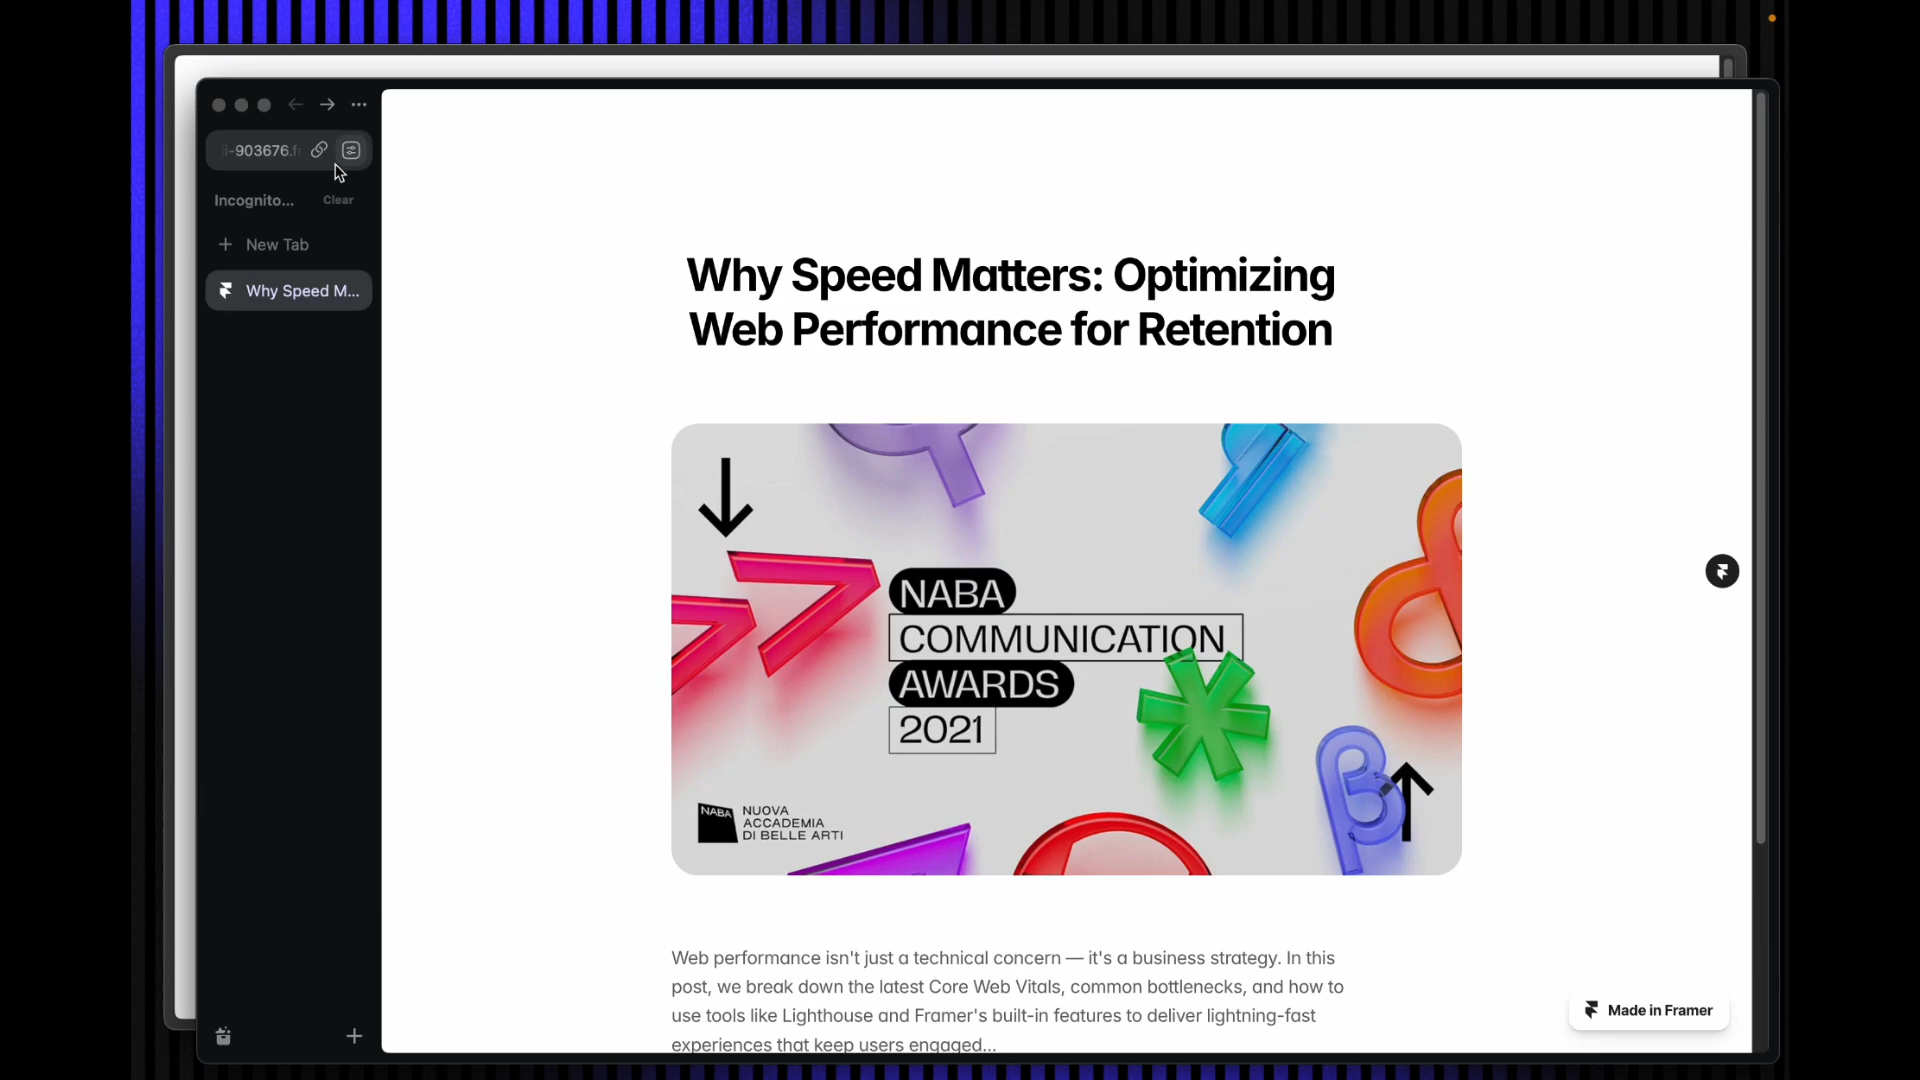 -903676.f
Incognito...
Clear
New Tab
Why Speed M...
Why Speed Matters: Optimizing
Web Performance for Retention
NABA
COMMUNICATION
AWARDS
2021
NABA
NUOVA
ACCADEMIA
DI BELLE ARTI
&
β
Web performance isn't just a technical concern — it's a business strategy. In this
post, we break down the latest Core Web Vitals, common bottlenecks, and how to
use tools like Lighthouse and Framer's built-in features to deliver lightning-fast
experiences that keep users engaged...
Made in Framer